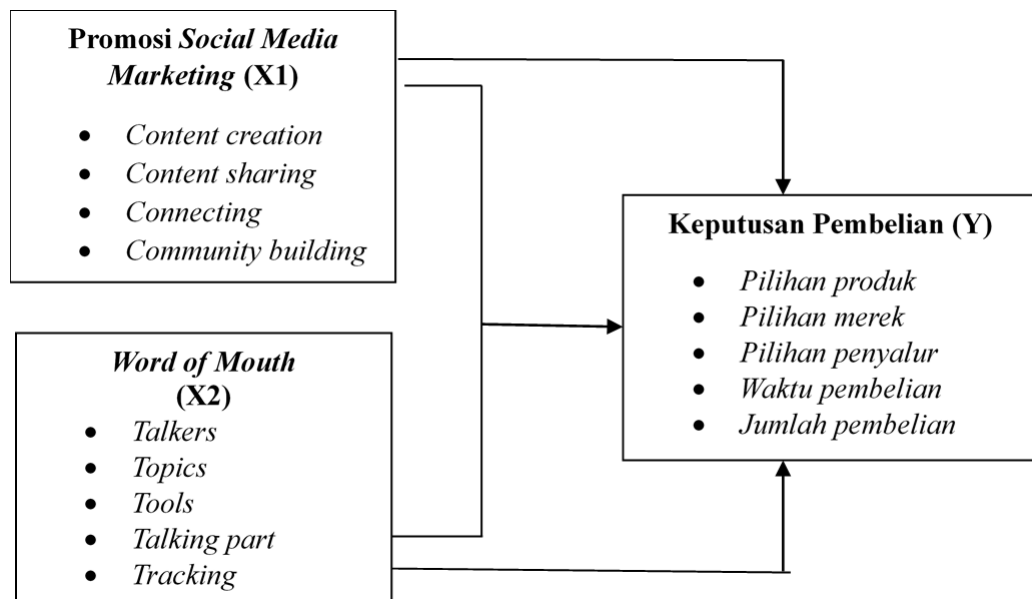 Promosi Social Media
Marketing (X1)
• Content creation
• Content sharing
• Connecting
• Community building
Word of Mouth
(X2)
• Talkers
• Topics
• Tools
• Talking part
• Tracking
Keputusan Pembelian (Y)
• Pilihan produk
• Pilihan merek
• Pilihan penyalur
• Waktu pembelian
• Jumlah pembelian